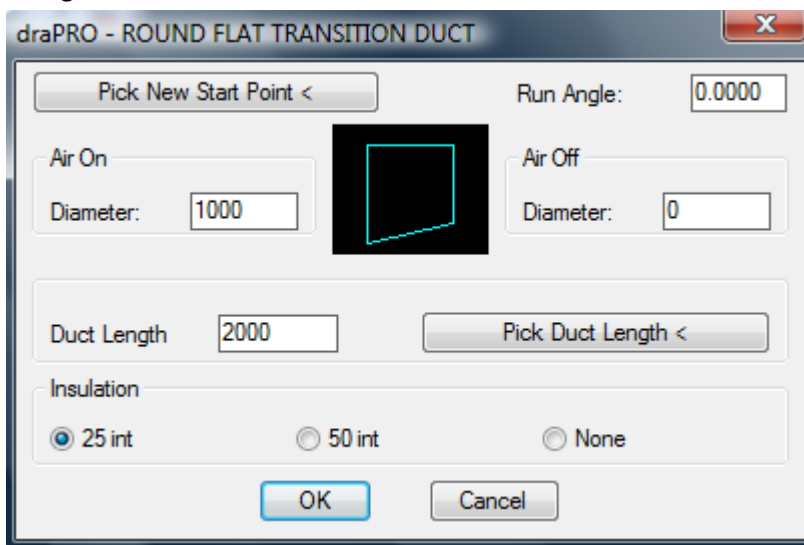 draPRO - ROUND FLAT TRANSITION DUCT
Pick New Start Point <
Run Angle: 0.0000
Air On
Diameter: 1000
Air Off
Diameter: 0
Duct Length 2000
Pick Duct Length <
Insulation
25 int
50 int
None
OK
Cancel